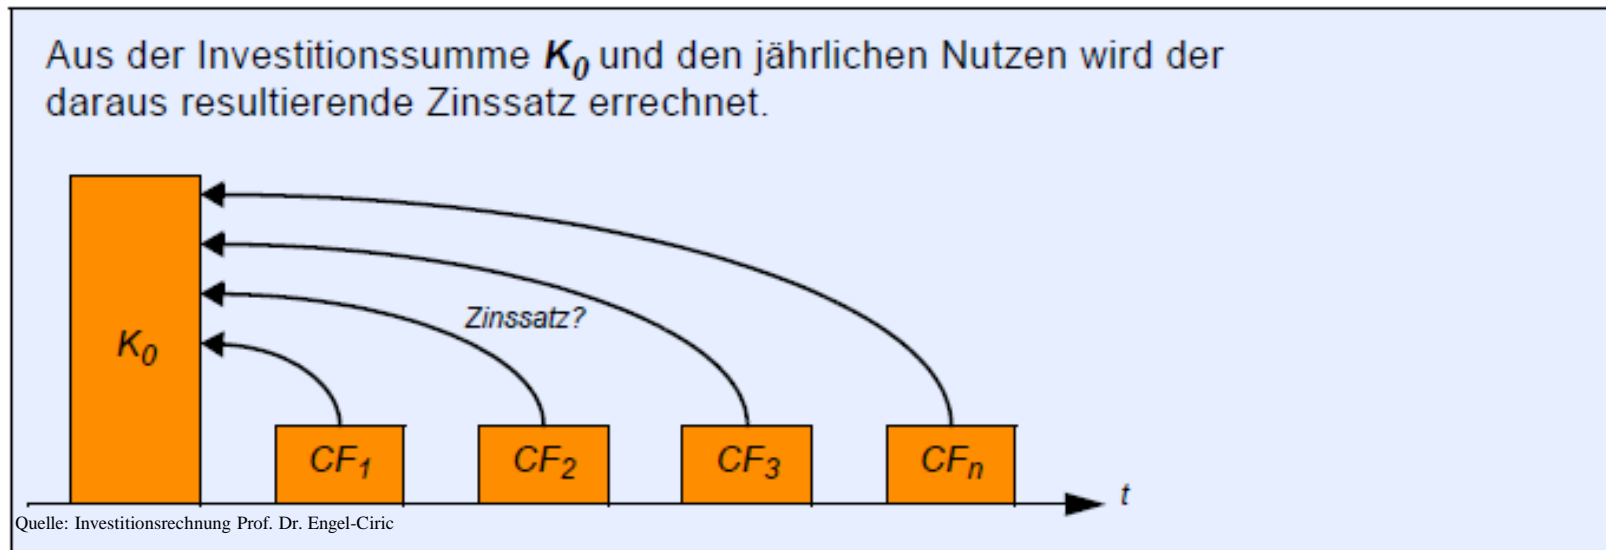 Aus der Investitionssumme K0 und den jährlichen Nutzen wird der
daraus resultierende Zinssatz errechnet.
Zinssatz?
K0
CF1
CF2
CF3
CFn
t
Quelle: Investitionsrechnung Prof. Dr. Engel-Ciric